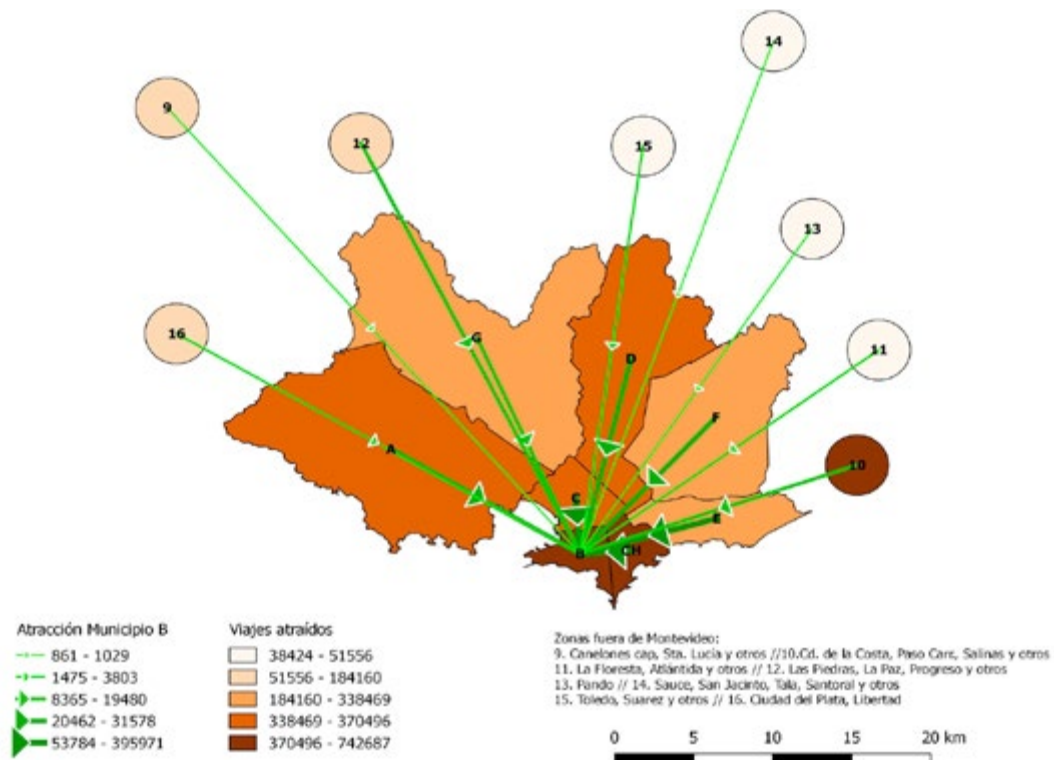 14
9
12
15
13
16
G
11
D
F
A
10
C
E
B
CH
Atracción Municipio B
861 - 1029
1475 - 3803
8365 - 19480
20462 - 31578
53784 - 395971
Viajes atraídos
38424 - 51556
51556 - 184160
184160 - 338469
338469 - 370496
370496 - 742687
Zonas fuera de Montevideo:
9. Canelones cap, Sta. Lucía y otros //10.Cd. de la Costa, Paso Carc, Salinas y otros
11. La Floresta, Atlántida y otros // 12. Las Piedras, La Paz, Progreso y otros
13. Pando // 14. Sauce, San Jacinto, Tala, Santoral y otros
15. Toledo, Suarez y otros // 16. Ciudad del Plata, Libertad
0 5 10 15 20 km